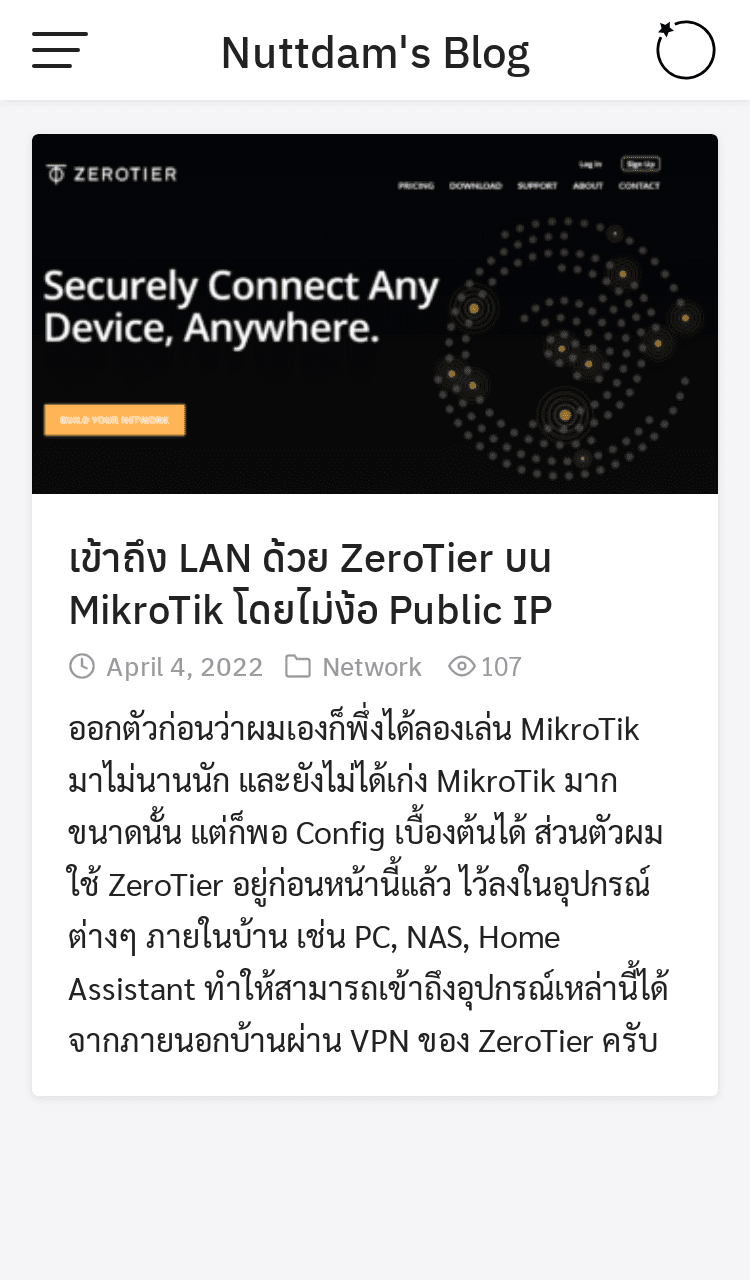 Nuttdam's Blog
ZEROTIER
Log In Sign Up
PRICING DOWNLOAD SUPPORT ABOUT CONTACT
Securely Connect Any
Device, Anywhere.
BUILD YOUR NETWORK
เข้าถึง LAN ด้วย ZeroTier บน
MikroTik โดยไม่ง้อ Public IP
April 4, 2022 Network 107
ออกตัวก่อนว่าผมเองก็พึ่งได้ลองเล่น MikroTik
มาไม่นานนัก และยังไม่ได้เก่ง MikroTik มาก
ขนาดนั้น แต่ก็พอ Config เบื้องต้นได้ ส่วนตัวผม
ใช้ ZeroTier อยู่ก่อนหน้านี้แล้ว ไว้ลงในอุปกรณ์
ต่างๆ ภายในบ้าน เช่น PC, NAS, Home
Assistant ทำให้สามารถเข้าถึงอุปกรณ์เหล่านี้ได้
จากภายนอกบ้านผ่าน VPN ของ ZeroTier ครับ